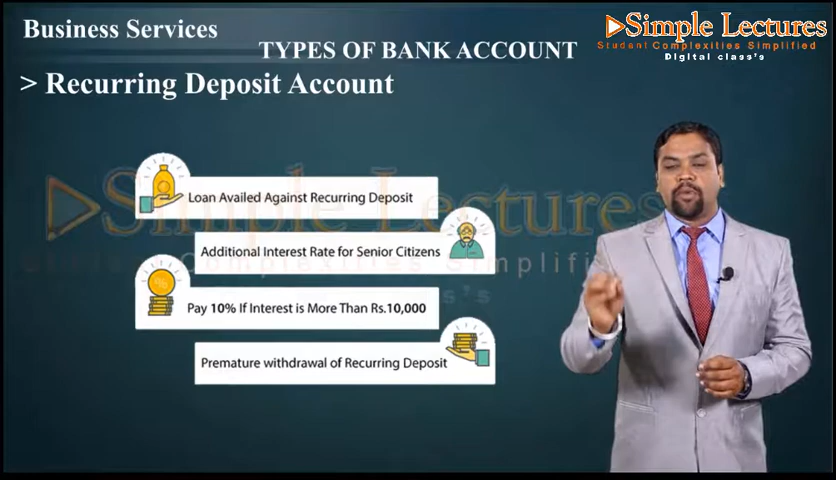 Business Services
TYPES OF BANK ACCOUNT
Simple Lectures
Student Complexities Simplified
Digital class's
> Recurring Deposit Account
Loan Availed Against Recurring Deposit
Additional Interest Rate for Senior Citizens
Pay 10% If Interest is More Than Rs.10,000
Premature withdrawal of Recurring Deposit
Simple Lectures